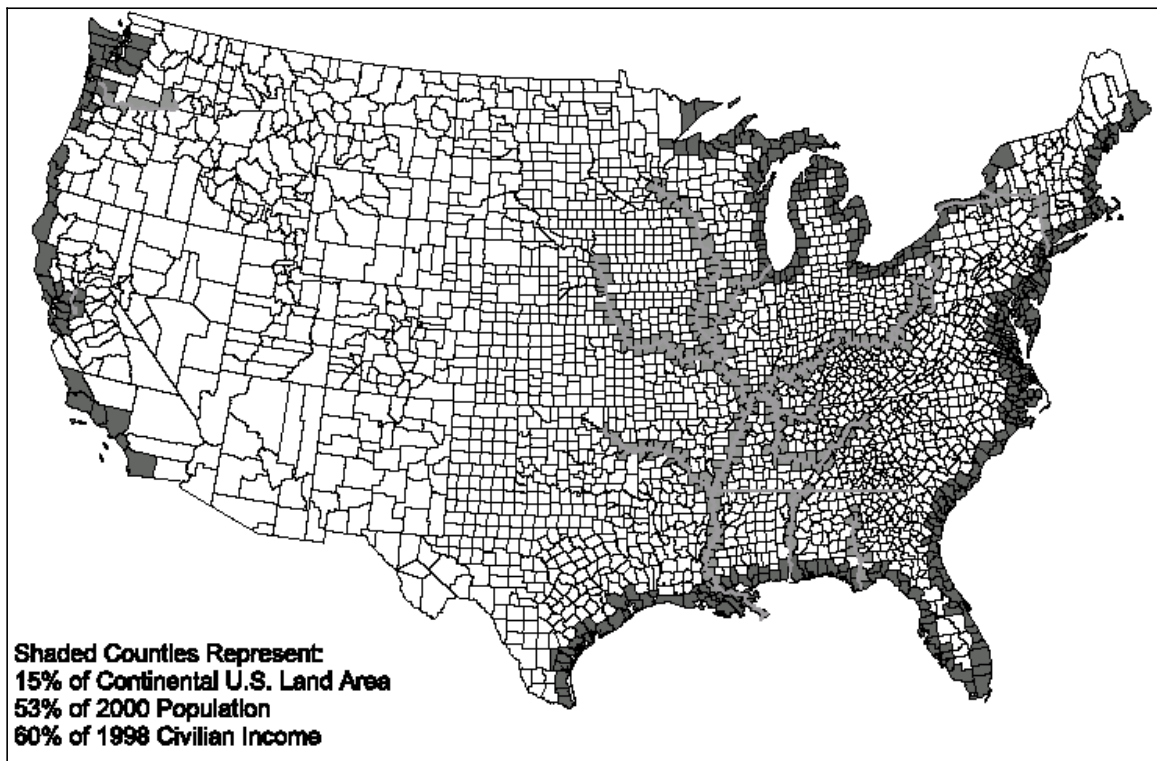 Shaded Counties Represent:
15% of Continental U.S. Land Area
53% of 2000 Population
60% of 1998 Civilian Income